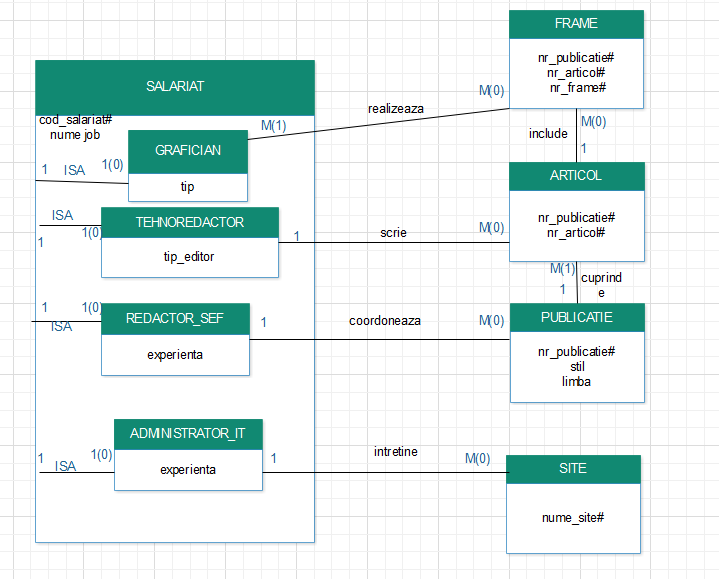 FRAME
nr_publicatie#
nr_articol#
nr_frame#
SALARIAT
cod_salariat#
nume job
M(0)
realizeaza
M(1)
M(0)
include
1
GRAFICIAN
tip
1 ISA 1(0)
ARTICOL
nr_publicatie#
nr_articol#
ISA
1
1(0)
TEHNOREDACTOR
tip_editor
1
scrie
M(0)
M(1)
1
cuprind
e
1
ISA
1(0)
REDACTOR_SEF
experienta
1
coordoneaza
M(0)
PUBLICATIE
nr_publicatie#
stil
limba
1
ISA
1(0)
ADMINISTRATOR_IT
experienta
1
intretine
M(0)
SITE
nume_site#